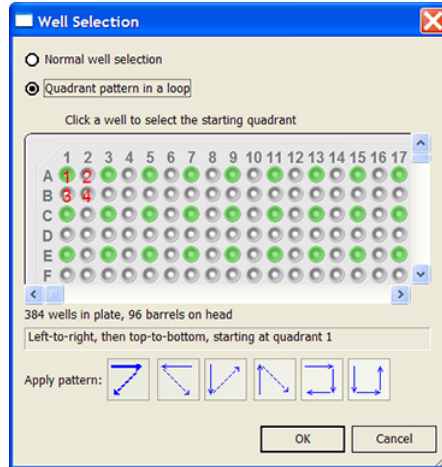 Well Selection
Normal well selection
Quadrant pattern in a loop
Click a well to select the starting quadrant
1 2 3 4 5 6 7 8 9 10 11 12 13 14 15 16 17
A 1 2
B 3 4
C
D
E
F
384 wells in plate, 96 barrels on head
Left-to-right, then top-to-bottom, starting at quadrant 1
Apply pattern:
OK Cancel